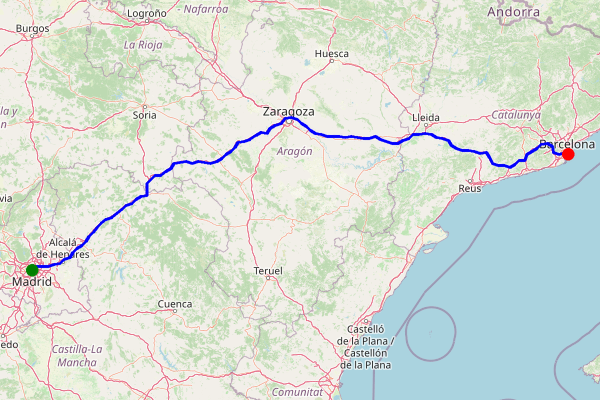 Andorra
Nafarroa
Logroño
Burgos
La Rioja
Huesca
Soria
Zaragoza
Lleida
Catalunya
Barcelona
Aragón
Reus
Alcalá
de Henares
Madrid
Teruel
Cuenca
Castelló
de la Plana /
Castellón
de la Plana
Castilla-La
Mancha
Comunitat